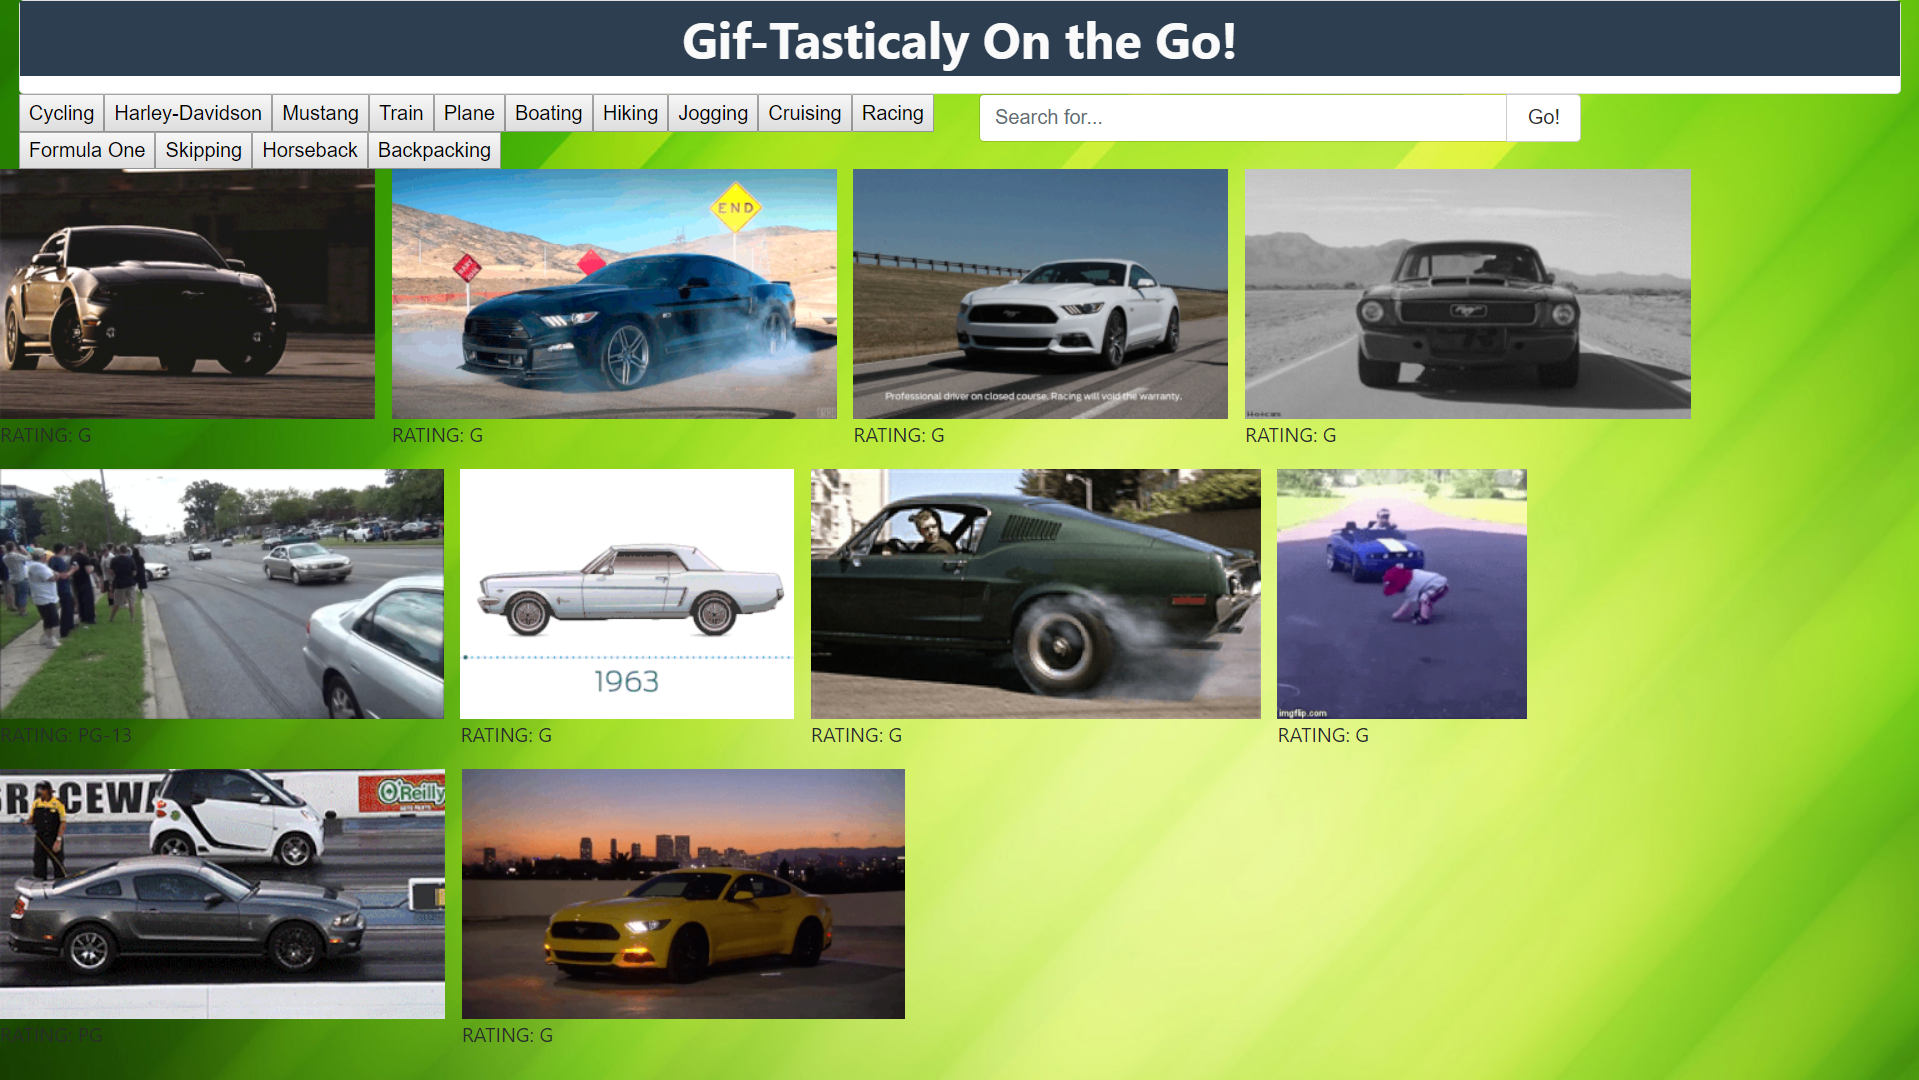 Gif-Tasticaly On the Go!
Cycling Harley-Davidson Mustang Train Plane Boating Hiking Jogging Cruising Racing
Search for... Go!
Formula One Skipping Horseback Backpacking
END
Professional driver on closed course. Racing will void the warranty.
RATING: G RATING: G RATING: G RATING: G
1963
imgflip.com
RATING: PG-13 RATING: G RATING: G RATING: G
RACEWA
O'Reilly
AUTO PARTS
RATING: PG RATING: G